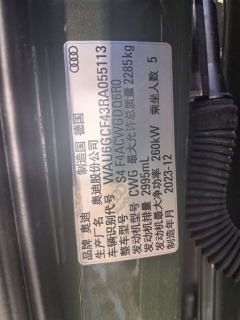 品牌 奥迪 制造国 德国
生产厂名 奥迪股份公司
车辆识别代号 WAU6GCF43RA055113
整车型号 S4 F4ACWGDQ6R0
发动机型号 CWG 最大允许总质量 2285kg
发动机排量 2995mL
发动机最大净功率 260kW 乘坐人数 5
制造年月 2023-12